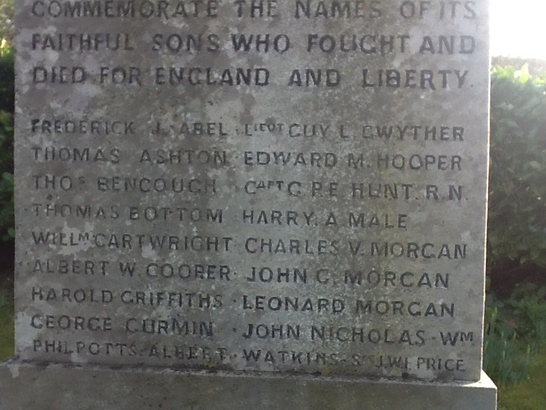 COMMEMORATE THE NAMES OF ITS
FAITHFUL SONS WHO FOUGHT AND
DIED FOR ENGLAND AND LIBERTY.
FREDERICK J. ABEL · LIEUT GUY L. GWYTHER
THOMAS ASHTON · EDWARD M. HOOPER
THOS BENGOUGH CAPT G. P. E. HUNT. R.N.
THOMAS BOTTOM HARRY. A MALE
WILLM CARTWRIGHT CHARLES V. MORGAN
ALBERT W. COOPER · JOHN G. MORGAN
HAROLD GRIFFITHS · LEONARD MORGAN
GEORGE GURMIN · JOHN NICHOLAS · WM
PHILPOTTS. ALBERT. WATKINS. J. W. PRICE